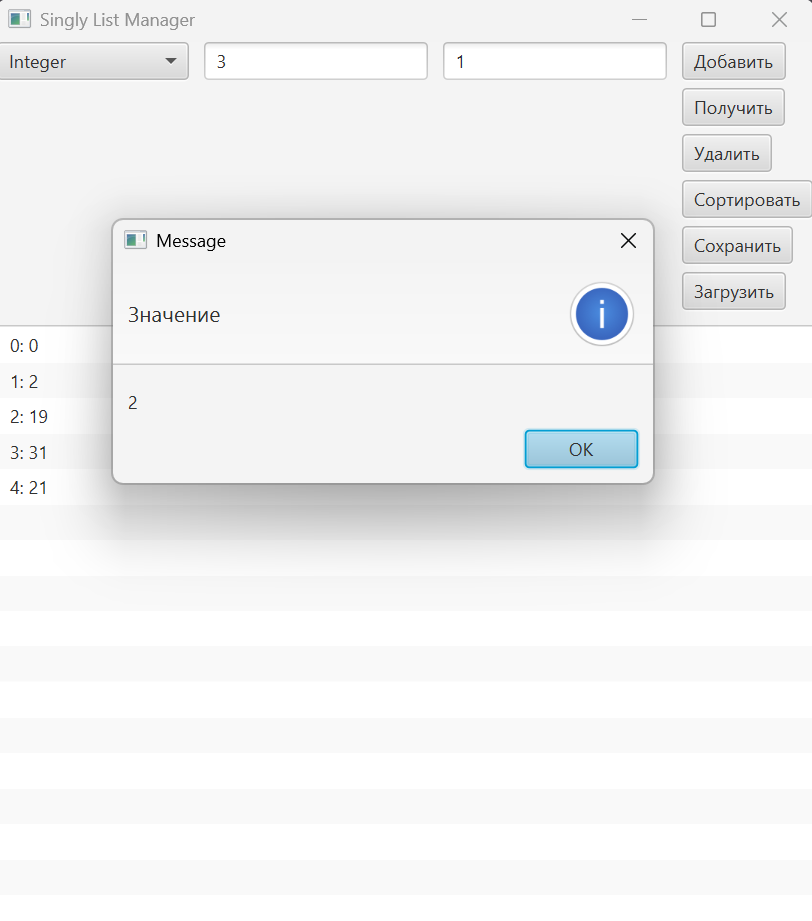 Singly List Manager
Integer 3 1 Добавить
Получить
Удалить
Сортировать
Сохранить
Загрузить
Message
Значение
2
OK
0: 0
1: 2
2: 19
3: 31
4: 21